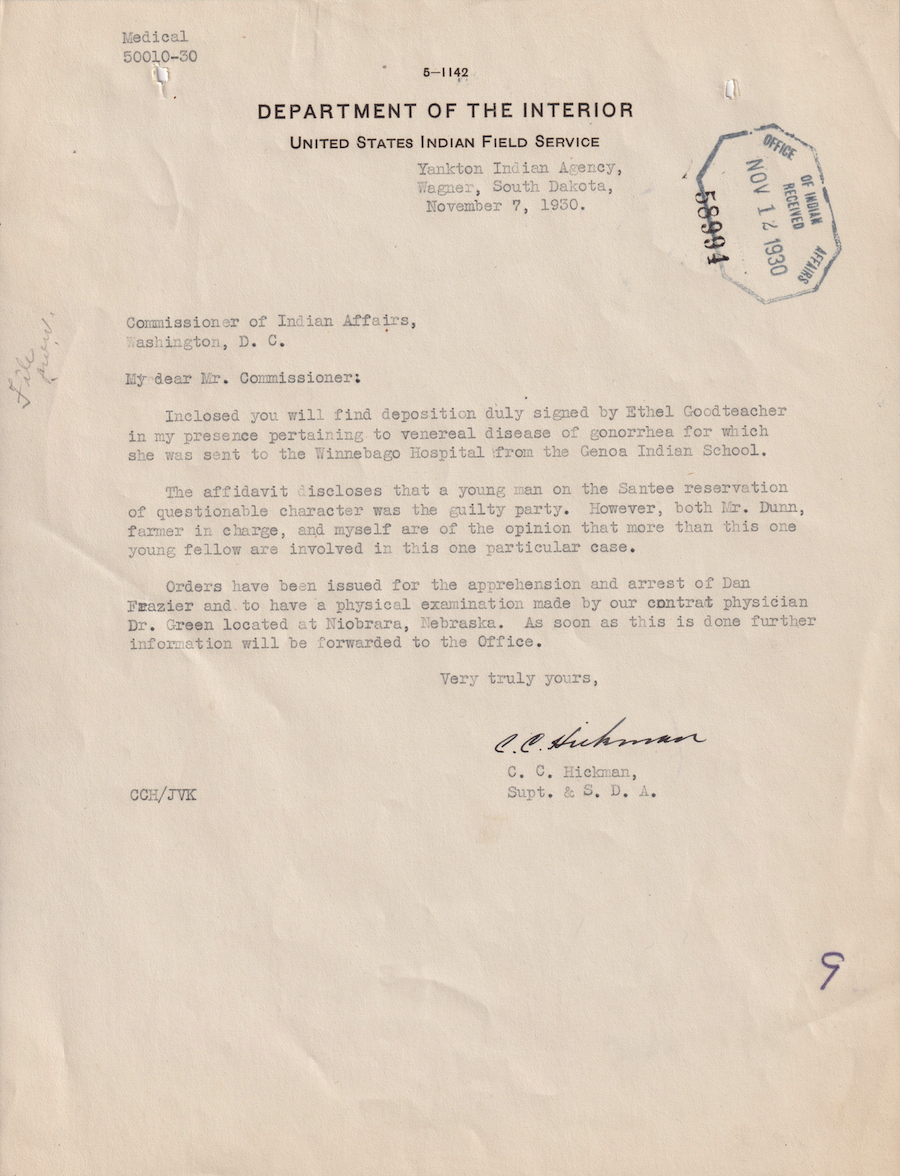 Medical
50010-30
5—1142
DEPARTMENT OF THE INTERIOR
UNITED STATES INDIAN FIELD SERVICE
Yankton Indian Agency,
Wagner, South Dakota,
November 7, 1930.
OFFICE OF INDIAN AFFAIRS
RECEIVED
NOV 12 1930
58994
Commissioner of Indian Affairs,
Washington, D. C.
File
My dear Mr. Commissioner:
Inclosed you will find deposition duly signed by Ethel Goodteacher
in my presence pertaining to venereal disease of gonorrhea for which
she was sent to the Winnebago Hospital from the Genoa Indian School.
The affidavit discloses that a young man on the Santee reservation
of questionable character was the guilty party. However, both Mr. Dunn,
farmer in charge, and myself are of the opinion that more than this one
young fellow are involved in this one particular case.
Orders have been issued for the apprehension and arrest of Dan
Frazier and to have a physical examination made by our contrat physician
Dr. Green located at Niobrara, Nebraska. As soon as this is done further
information will be forwarded to the Office.
Very truly yours,
C. C. Hickman
C. C. Hickman,
Supt. & S. D. A.
CCH/JVK
9